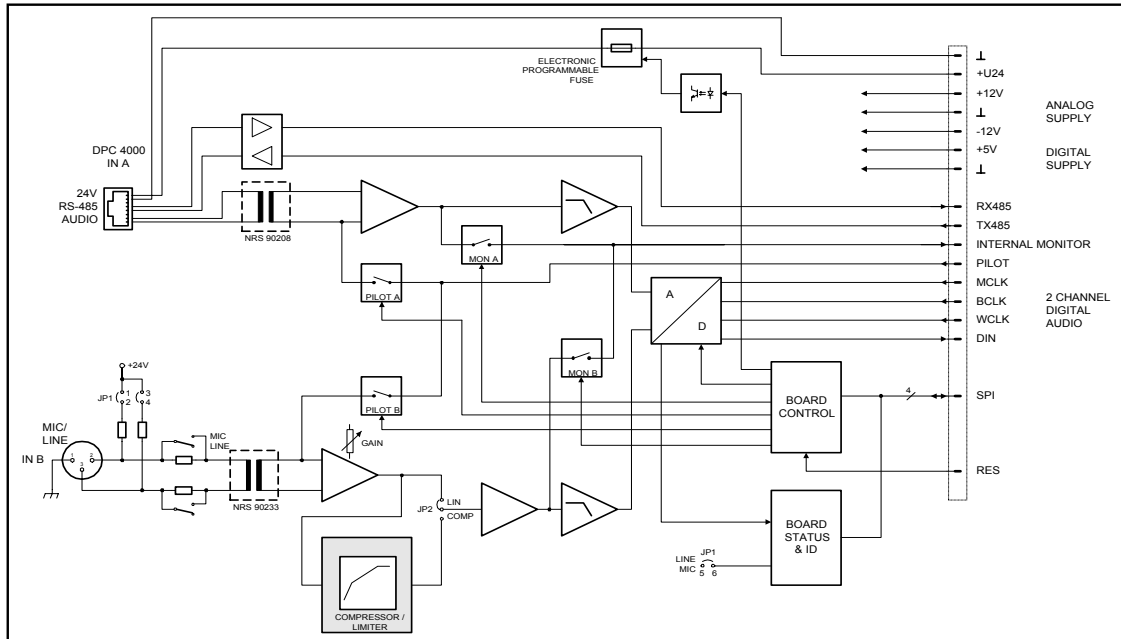 ELECTRONIC
PROGRAMMABLE
FUSE
⊥
+U24
+12V
⊥
-12V
+5V
⊥
ANALOG
SUPPLY
DIGITAL
SUPPLY
DPC 4000
IN A
24V
RS-485
AUDIO
NRS 90208
RX485
TX485
INTERNAL MONITOR
PILOT
MCLK
BCLK
WCLK
DIN
2 CHANNEL
DIGITAL
AUDIO
MON A
PILOT A
A
D
MON B
PILOT B
BOARD
CONTROL
4
SPI
RES
+24V
JP1
1
2
3
4
MIC/
LINE
IN B
1
2
3
MIC
LINE
NRS 90233
GAIN
JP2
LIN
COMP
COMPRESSOR /
LIMITER
BOARD
STATUS
& ID
JP1
LINE
MIC
5 6